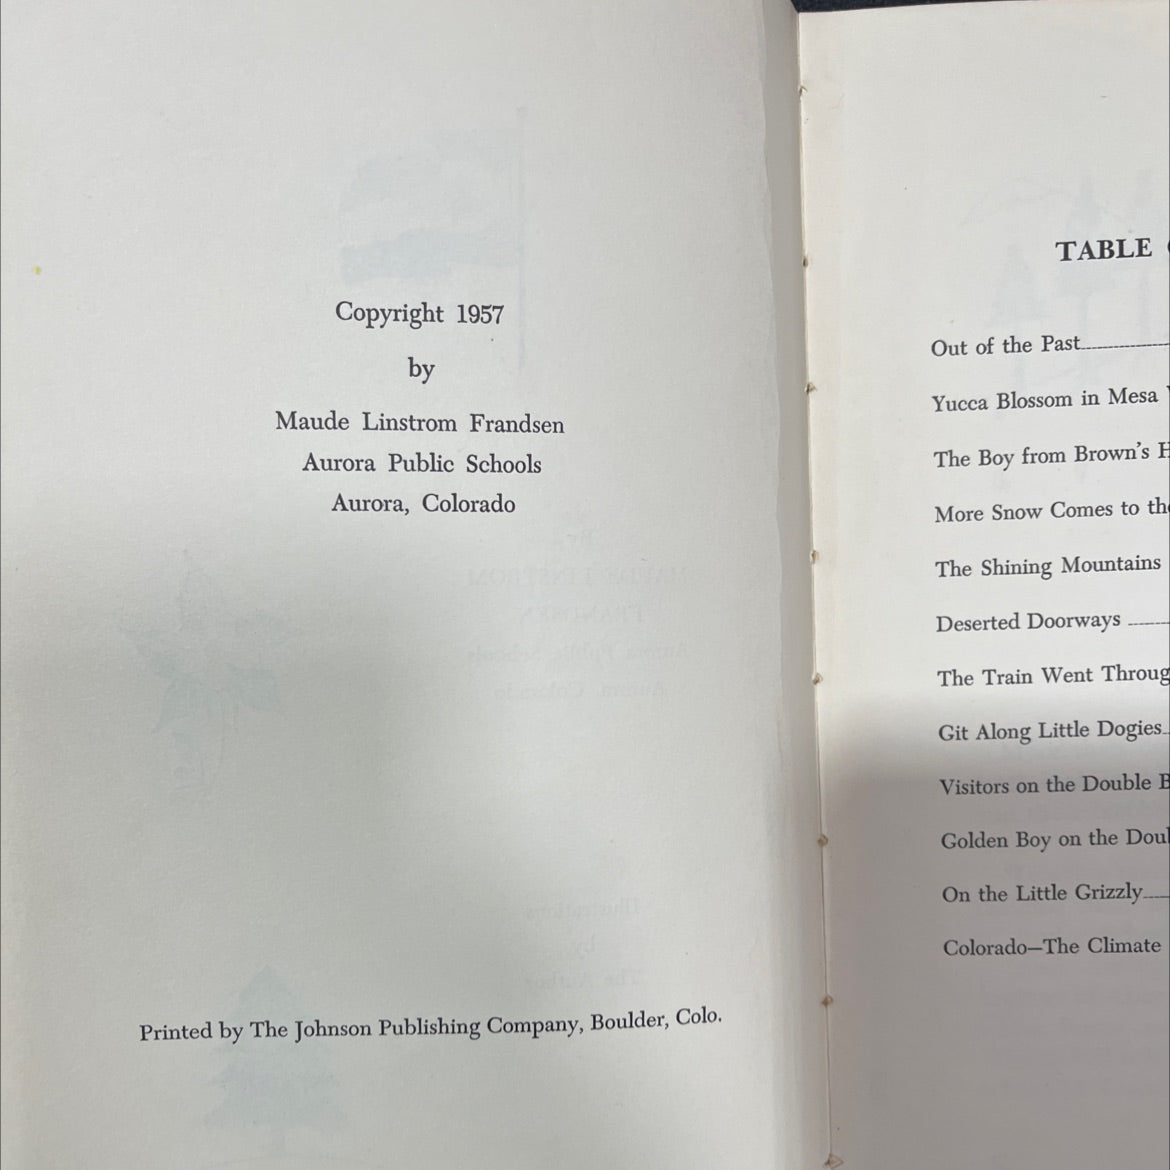 Copyright 1957
by
Maude Linstrom Frandsen
Aurora Public Schools
Aurora, Colorado
Printed by The Johnson Publishing Company, Boulder, Colo.
TABLE
Out of the Past
Yucca Blossom in Mesa
The Boy from Brown's
More Snow Comes to
The Shining Mountains
Deserted Doorways
The Train Went
Git Along Little Dogies
Visitors on the Double
Golden Boy on the
On the Little Grizzly
Colorado—The Climate